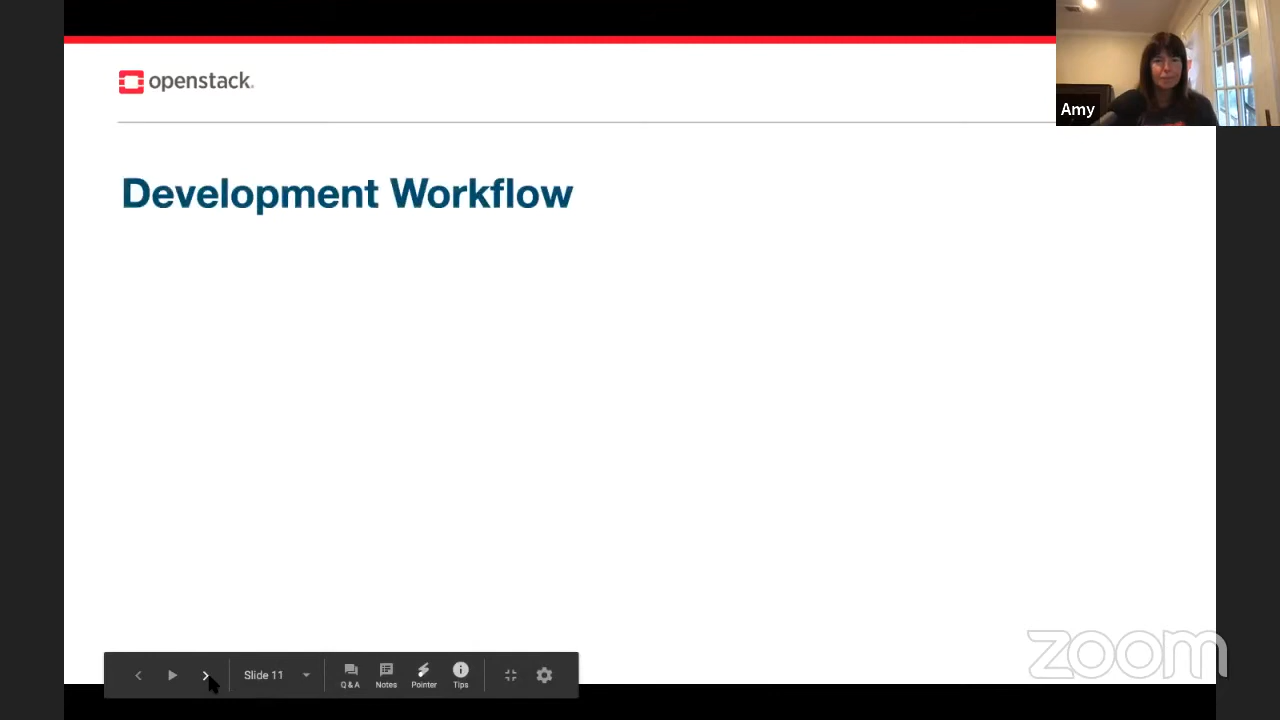 openstack.
Amy
Development Workflow
Slide 11
Q & A
Notes
Pointer
Tips
zoom